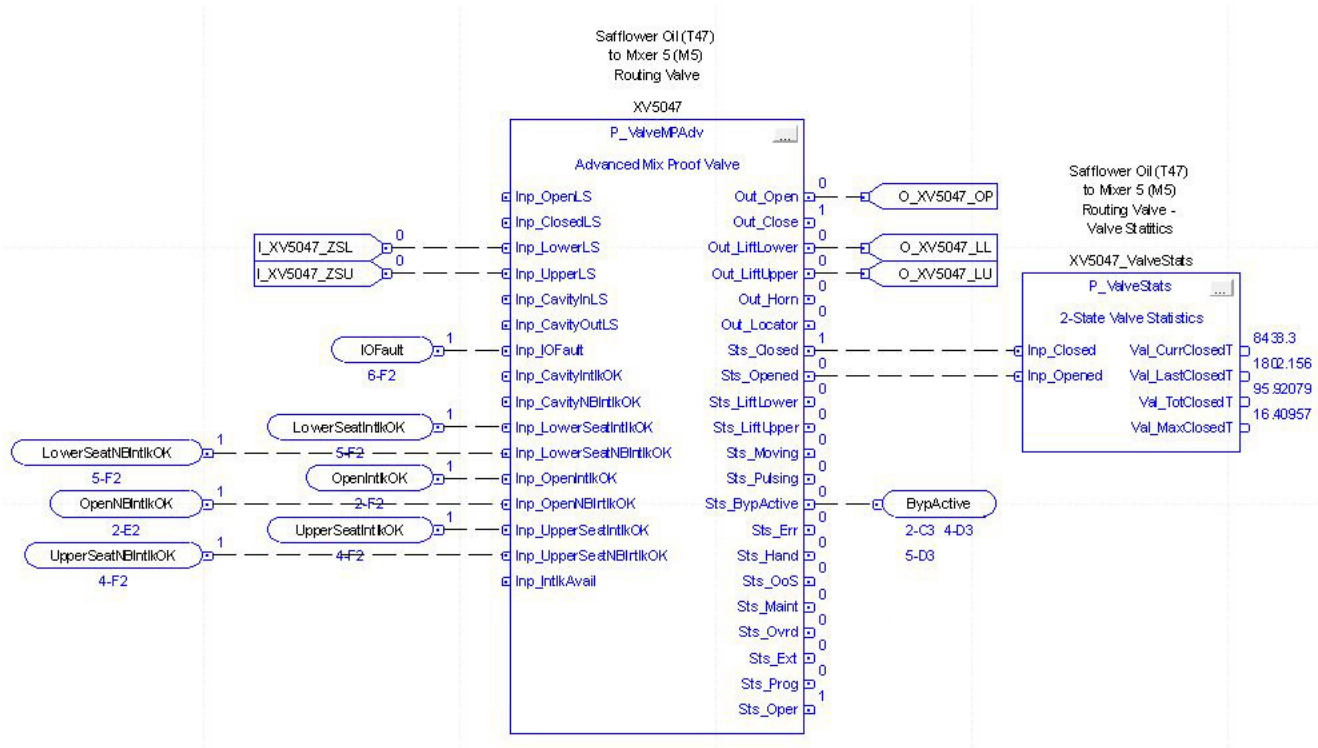 Safflower Oil (T47)
to Mxer 5 (M5)
Routing Valve
XV5047
P_ValveMPAdv
...
Advanced Mix Proof Valve
Inp_OpenLS
Inp_ClosedLS
I_XV5047_ZSL
0
Inp_LowerLS
I_XV5047_ZSU
0
Inp_UpperLS
Inp_CavityInLS
Inp_CavityOutLS
IOFault
1
Inp_IOFault
6-F2
Inp_CavityIntlkOK
Inp_CavityNBIntlkOK
LowerSeatIntlkOK
1
Inp_LowerSeatIntlkOK
5-F2
LowerSeatNBIntlkOK
1
Inp_LowerSeatNBIntlkOK
5-F2
OpenIntlkOK
1
Inp_OpenIntlkOK
2-F2
OpenNBIntlkOK
1
Inp_OpenNBIntlkOK
2-E2
UpperSeatIntlkOK
1
Inp_UpperSeatIntlkOK
4-F2
UpperSeatNBIntlkOK
1
Inp_UpperSeatNBIntlkOK
4-F2
Inp_IntlkAvail
Out_Open
0
O_XV5047_OP
Out_Close
1
Out_LiftLower
0
O_XV5047_LL
Out_LiftUpper
0
O_XV5047_LU
Out_Horn
0
Out_Locator
0
Sts_Closed
1
Sts_Opened
0
Sts_LiftLower
0
Sts_LiftUpper
0
Sts_Moving
0
Sts_Pulsing
0
Sts_BypActive
0
BypActive
2-C3 4-D3
5-D3
Sts_Err
0
Sts_Hand
0
Sts_OoS
0
Sts_Maint
0
Sts_Ovrd
0
Sts_Ext
0
Sts_Prog
0
Sts_Oper
1
Safflower Oil (T47)
to Mixer 5 (M5)
Routing Valve -
Valve Statitics
XV5047_ValveStats
P_ValveStats
...
2-State Valve Statistics
Inp_Closed
Inp_Opened
Val_CurrClosedT
8433.3
Val_LastClosedT
1802.156
Val_TotClosedT
95.92079
Val_MaxClosedT
16.40957